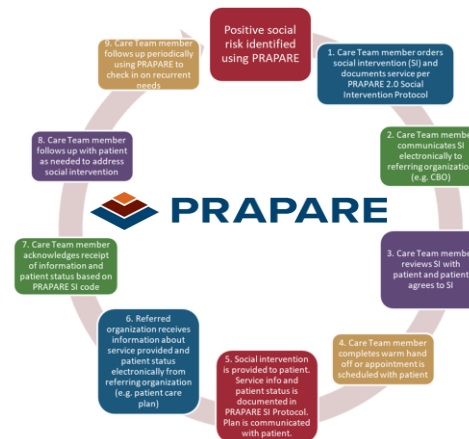 Positive social
risk identified
using PRAPARE
1. Care Team member orders
social intervention (SI) and
documents service per
PRAPARE 2.0 Social
Intervention Protocol
2. Care Team member
communicates SI
electronically to
referring organization
(e.g. CBO)
3. Care Team member
reviews SI with
patient and patient
agrees to SI
4. Care Team member
completes warm hand
off or appointment is
scheduled with patient
5. Social intervention
is provided to patient.
Service info and
patient status is
documented in
PRAPARE SI Protocol.
Plan is communicated
with patient.
6. Referred organization receives
information about
service provided and
patient status
electronically from
referring organization
(e.g. patient care
plan)
7. Care Team member
acknowledges receipt
of information and
patient status based on
PRAPARE SI code
8. Care Team member
follows up with patient
as needed to address
social intervention
9. Care Team member
follows up periodically
using PRAPARE to
check in on recurrent
needs
PRAPARE